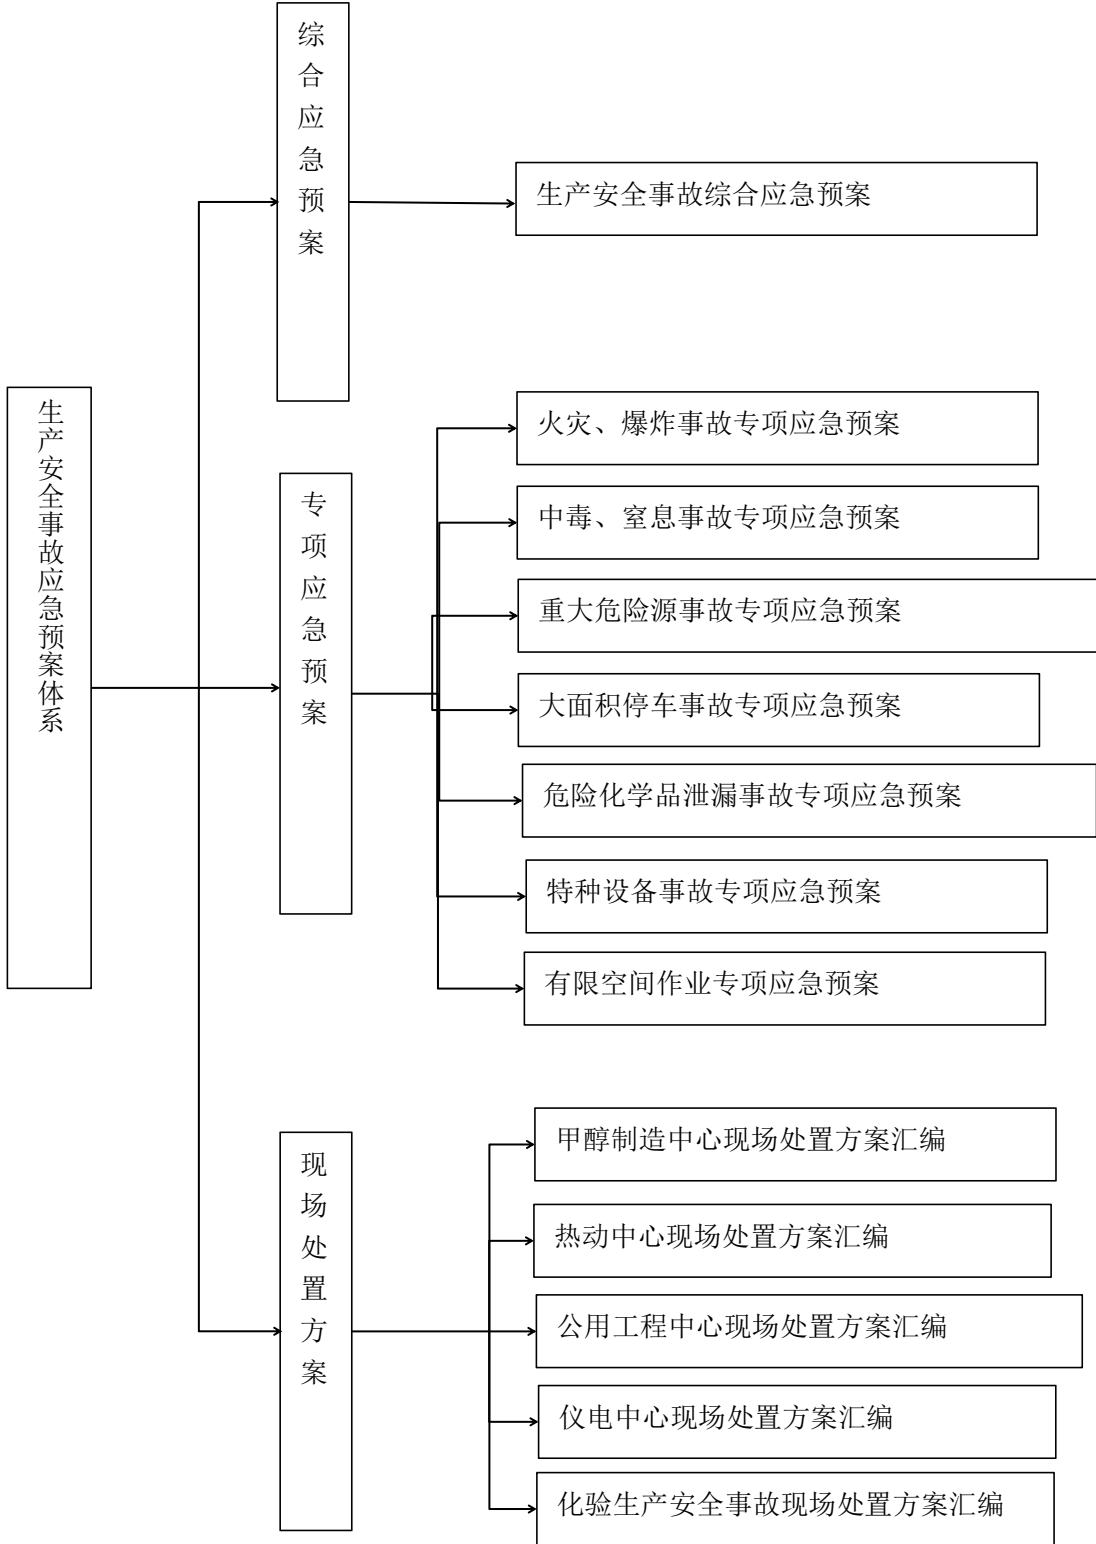 生产安全事故应急预案体系
综合应急预案
生产安全事故综合应急预案
专项应急预案
火灾、爆炸事故专项应急预案
中毒、窒息事故专项应急预案
重大危险源事故专项应急预案
大面积停车事故专项应急预案
危险化学品泄漏事故专项应急预案
特种设备事故专项应急预案
有限空间作业专项应急预案
现场处置方案
甲醇制造中心现场处置方案汇编
热动中心现场处置方案汇编
公用工程中心现场处置方案汇编
仪电中心现场处置方案汇编
化验生产安全事故现场处置方案汇编